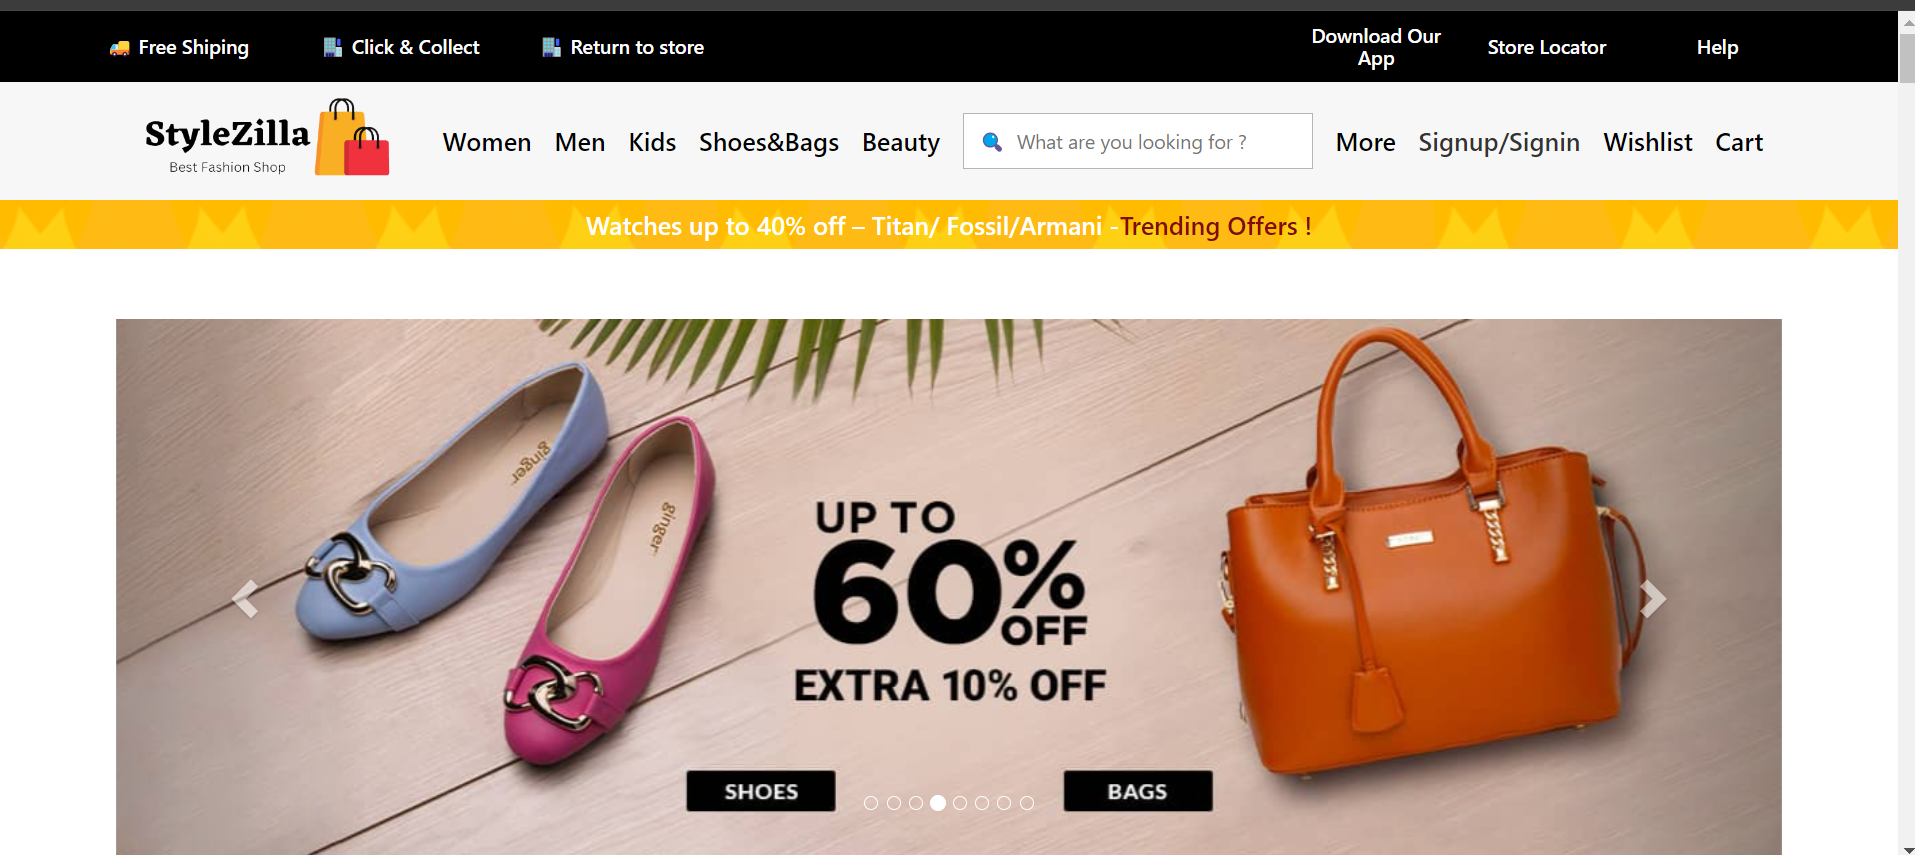 Free Shiping
Click & Collect
Return to store
Download Our
App
Store Locator
Help
StyleZilla
Best Fashion Shop
Women
Men
Kids
Shoes&Bags
Beauty
What are you looking for ?
More
Signup/Signin
Wishlist
Cart
Watches up to 40% off – Titan/ Fossil/Armani -Trending Offers !
ginger
ginger
UP TO
60%
OFF
EXTRA 10% OFF
SHOES
BAGS